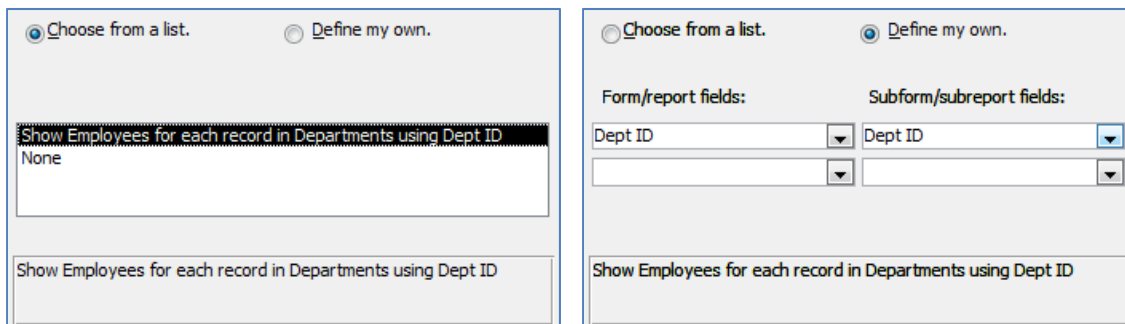 Choose from a list. Define my own.
Show Employees for each record in Departments using Dept ID
None
Show Employees for each record in Departments using Dept ID
Choose from a list. Define my own.
Form/report fields: Subform/subreport fields:
Dept ID Dept ID
Show Employees for each record in Departments using Dept ID